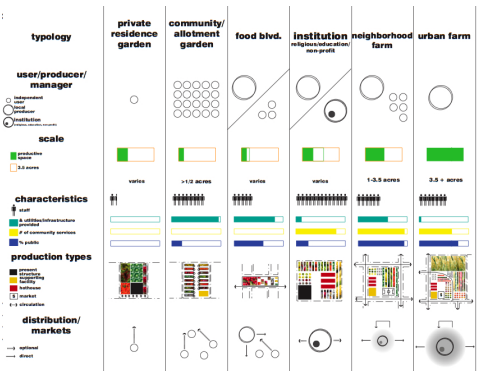 typology
private
residence
garden
community/
allotment
garden
food blvd.
institution
religious/education/
non-profit
neighborhood
farm
urban farm
user/producer/
manager
independent
user
local
producer
institution
scale
productive
space
3.5 acres
varies
>1/2 acres
varies
varies
1-3.5 acres
3.5 + acres
characteristics
staff
& utilities/infrastructure
provided
# of community services
% public
production types
present
structure
supporting
facility
hothouse
$ market
circulation
distribution/
markets
optional
direct